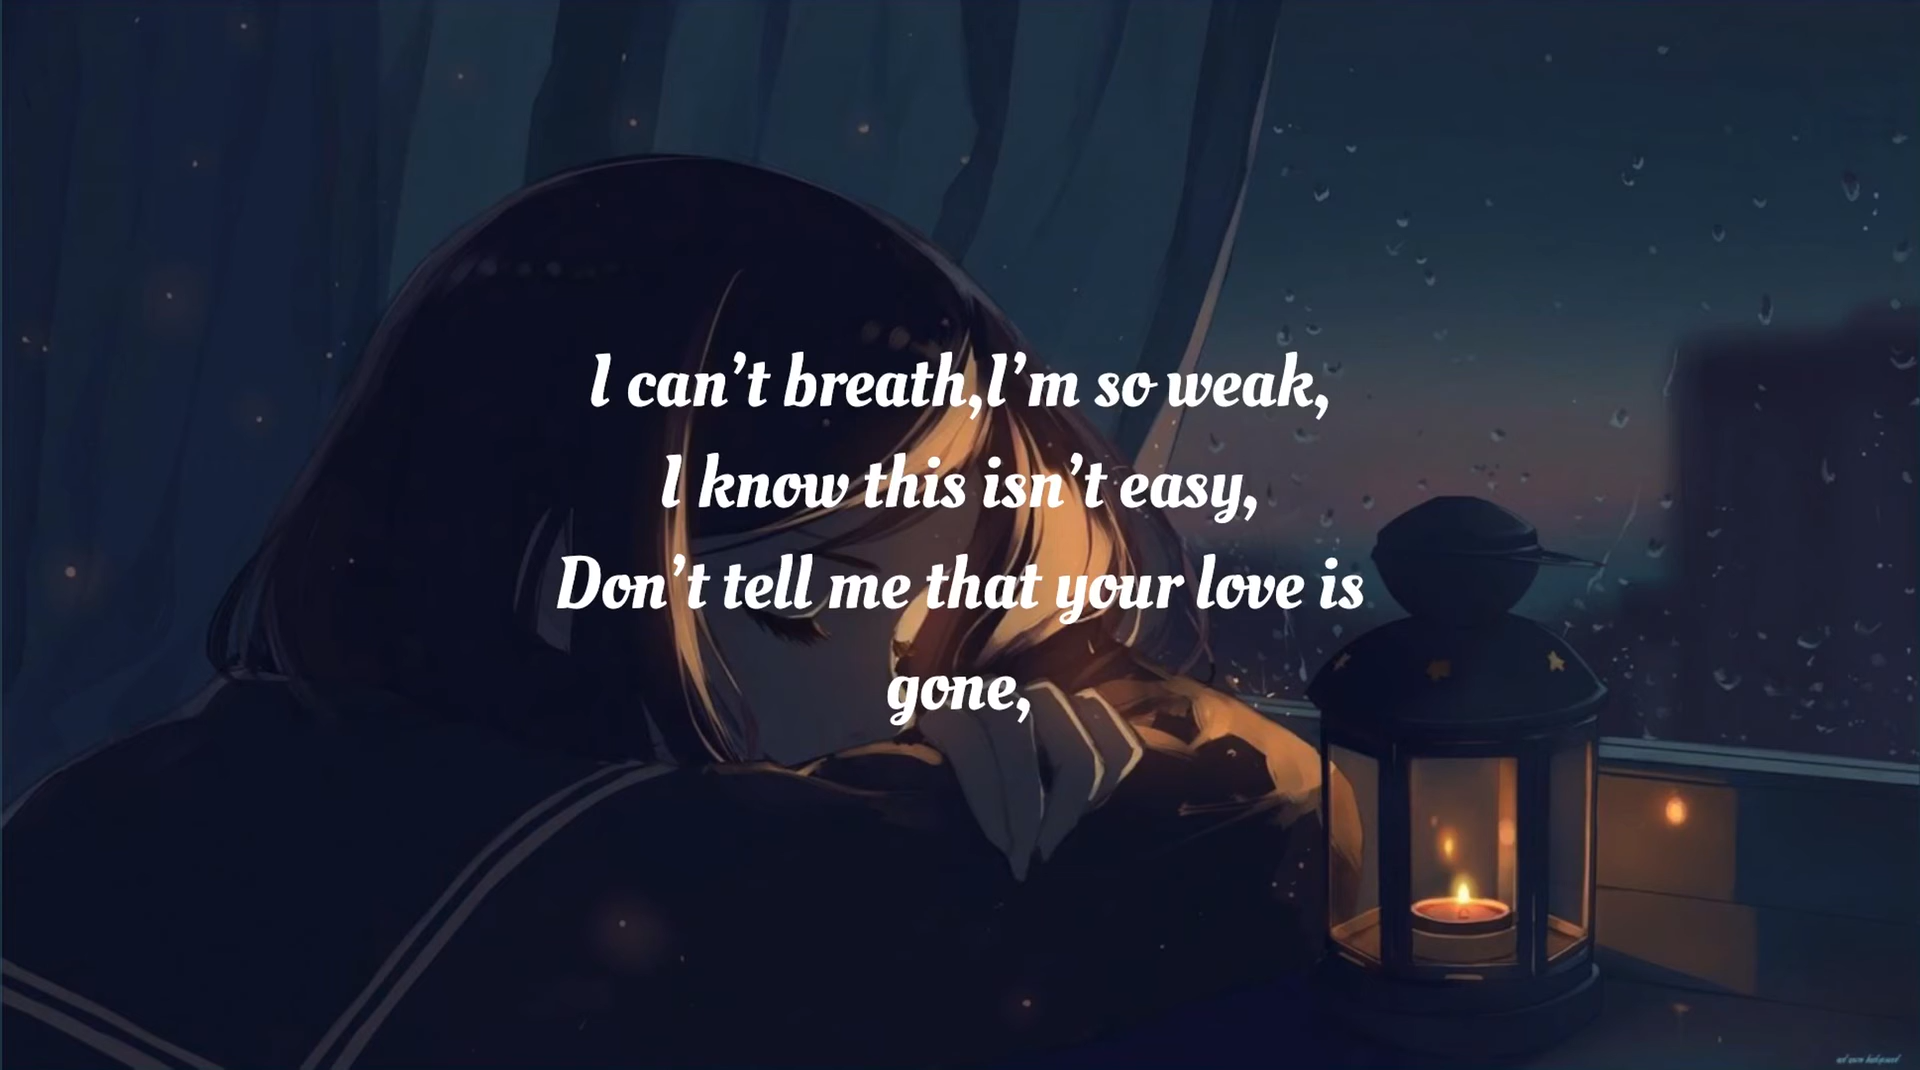 I can't breath,I'm so weak,
I know this isn't easy,
Don't tell me that your love is
gone,